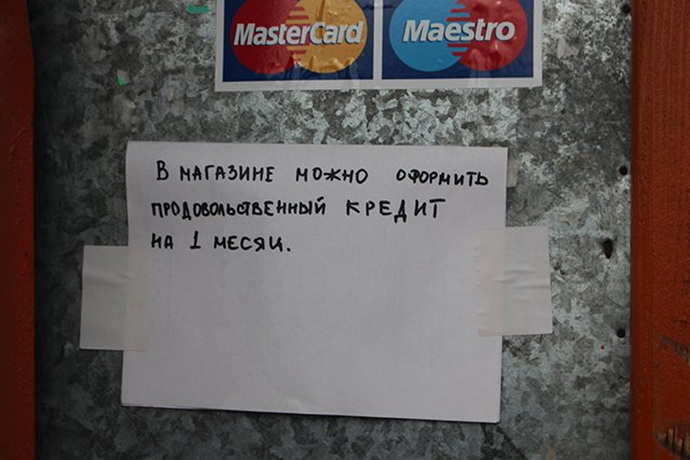 MasterCard Maestro
В МАГАЗИНЕ МОЖНО ОФОРМИТЬ
ПРОДОВОЛЬСТВЕННЫЙ КРЕДИТ
НА 1 МЕСЯЦ.